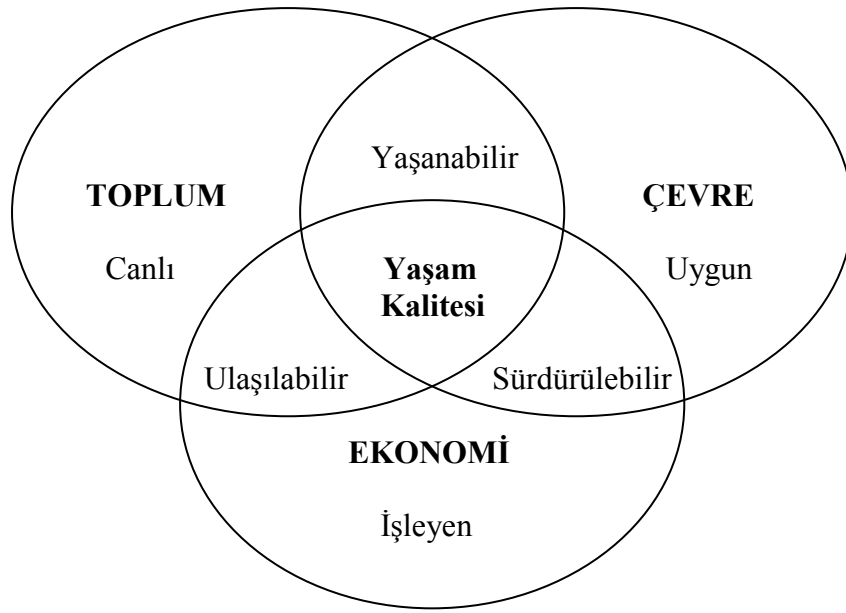 Yaşanabilir
TOPLUM
ÇEVRE
Canlı
Yaşam
Kalitesi
Uygun
Ulaşılabilir
Sürdürülebilir
EKONOMİ
İşleyen